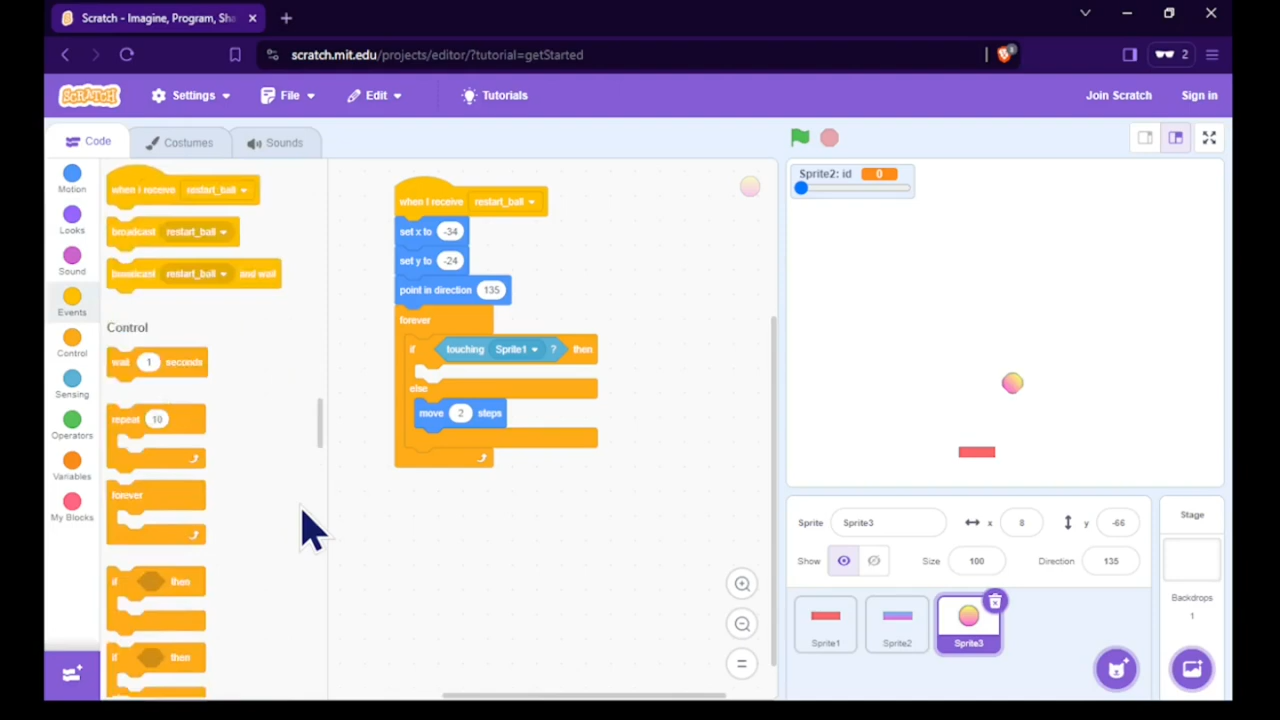 Scratch - Imagine, Program, Sha
scratch.mit.edu/projects/editor/?tutorial=getStarted
2
SCRATCH
Settings
File
Edit
Tutorials
Join Scratch
Sign in
Code
Costumes
Sounds
Motion
Looks
Sound
Events
Control
Sensing
Operators
Variables
My Blocks
when I receive restart_ball
broadcast restart_ball
broadcast restart_ball and wait
Control
wait 1 seconds
repeat 10
forever
if then
if then
when I receive restart_ball
set x to -34
set y to -24
point in direction 135
forever
if touching Sprite1 ? then
else
move 2 steps
Sprite2: id 0
Sprite Sprite3 x 8 y -66
Show Size 100 Direction 135
Sprite1
Sprite2
Sprite3
Stage
Backdrops
1